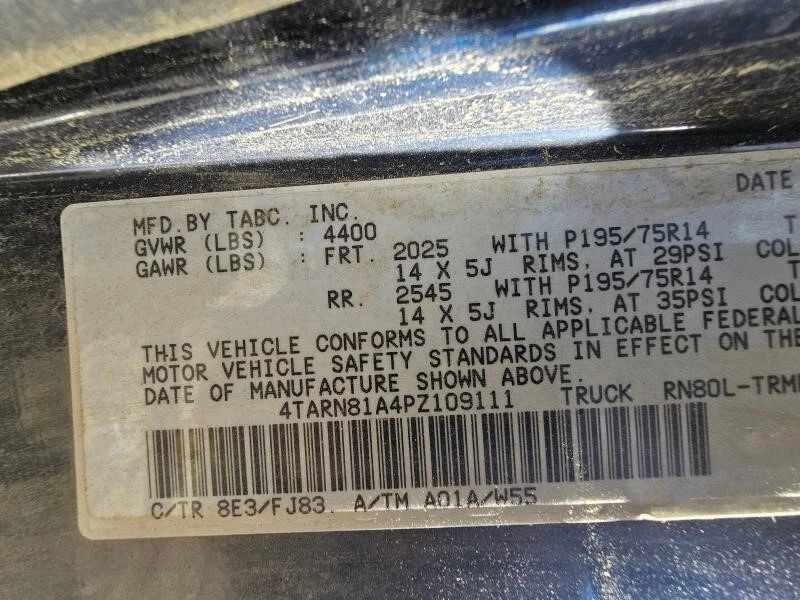 DATE
MFD.BY TABC. INC.
GVWR (LBS) : 4400
GAWR (LBS) : FRT. 2025 WITH P195/75R14
14 X 5J RIMS, AT 29PSI COL
RR. 2545 WITH P195/75R14
14 X 5J RIMS, AT 35PSI COL
THIS VEHICLE CONFORMS TO ALL APPLICABLE FEDERAL
MOTOR VEHICLE SAFETY STANDARDS IN EFFECT ON THE
DATE OF MANUFACTURE SHOWN ABOVE.
4TARN81A4PZ109111 TRUCK RN80L-TRM
C/TR 8E3/FJ83. A/TM A01A/W55